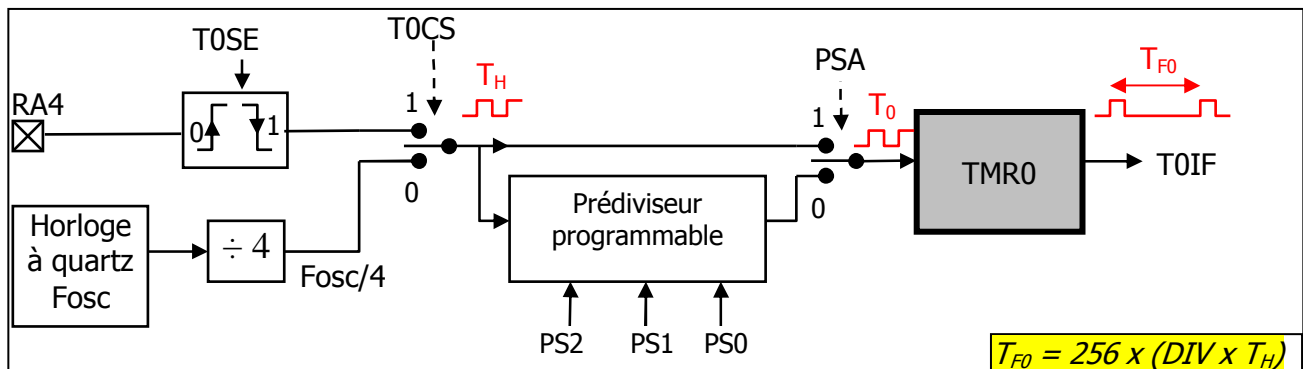 T0SE
T0CS
PSA
T_H
T_F0
RA4
0
1
1
0
T_0
1
0
TMR0
T0IF
Horloge
à quartz
Fosc
÷ 4
Fosc/4
Prédiviseur
programmable
PS2
PS1
PS0
T_F0 = 256 x (DIV x T_H)